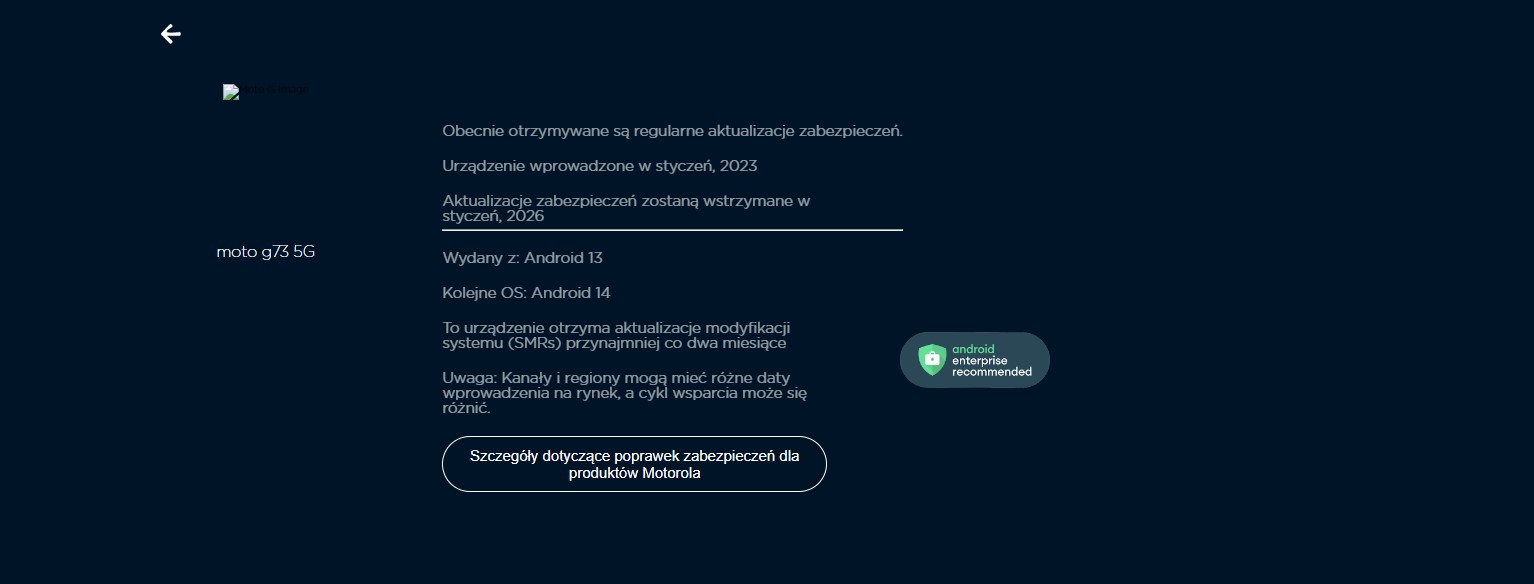 Moto G Image
Obecnie otrzymywane są regularne aktualizacje zabezpieczeń.
Urządzenie wprowadzone w styczeń, 2023
Aktualizacje zabezpieczeń zostaną wstrzymane w
styczeń, 2026
moto g73 5G
Wydany z: Android 13
Kolejne OS: Android 14
To urządzenie otrzyma aktualizacje modyfikacji
systemu (SMRs) przynajmniej co dwa miesiące
android
enterprise
recommended
Uwaga: Kanały i regiony mogą mieć różne daty
wprowadzenia na rynek, a cykl wsparcia może się
różnić.
Szczegóły dotyczące poprawek zabezpieczeń dla
produktów Motorola